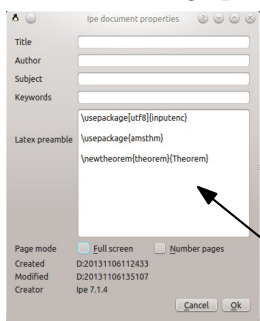 Ipe document properties
Title
Author
Subject
Keywords
Latex preamble
\usepackage[utf8]{inputenc}
\usepackage{amsthm}
\newtheorem{theorem}{Theorem}
Page mode Full screen Number pages
Created D:20131106112433
Modified D:20131106135107
Creator Ipe 7.1.4
Cancel Ok